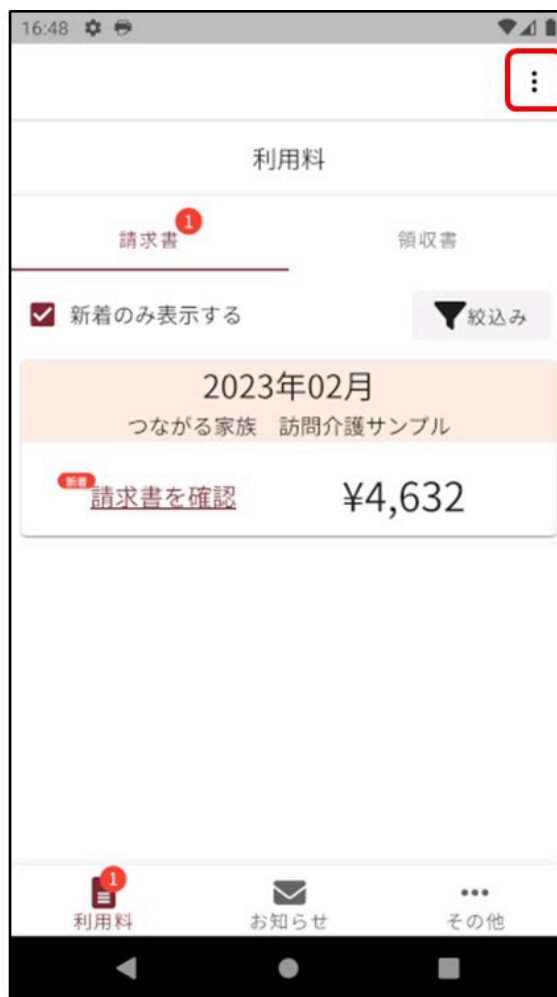 16:48
利用料
請求書 1
領収書
新着のみ表示する
絞込み
2023年02月
つながる家族 訪問介護サンプル
新着
請求書を確認 ¥4,632
1
利用料
お知らせ
その他